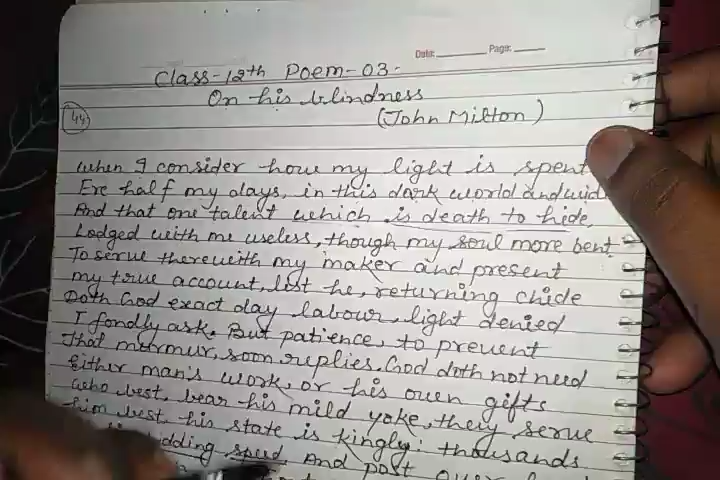 Date: Page:
Class-12th Poem-03-
On his blindness
44
(John Milton)
When I consider how my light is spent
Ere half my days, in this dark world and wid
And that one talent which is death to hide,
Lodged with me useless, though my soul more bent
To serve therewith my maker and present
my true account, lest he, returning chide
Doth God exact day labour, light denied
I fondly ask. But patience, to prevent
That murmur, soon replies. God doth not need
Either man's work, or his own gifts
who best, bear his mild yoke, they serve
him best, his state is kingly: thousands
bidding speed And post over